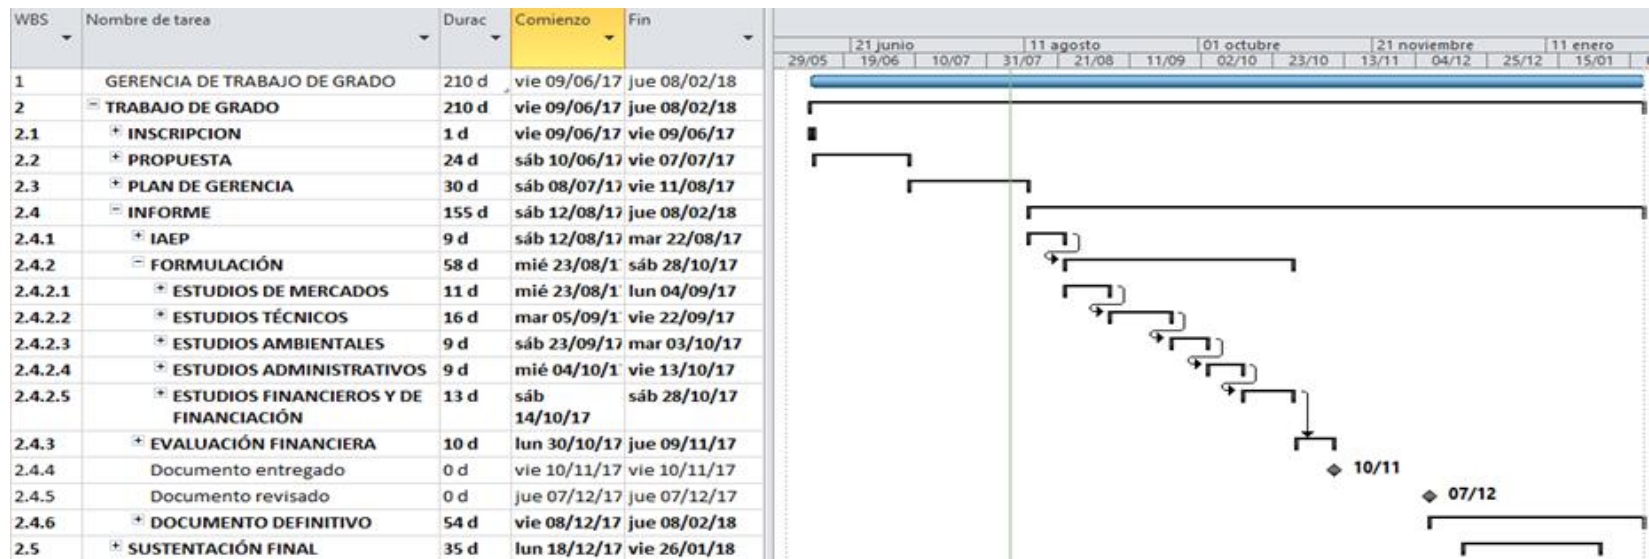 WBS Nombre de tarea Durac Comienzo Fin
21 junio 11 agosto 01 octubre 21 noviembre 11 enero
29/05 19/06 10/07 31/07 21/08 11/09 02/10 23/10 13/11 04/12 25/12 15/01
1 GERENCIA DE TRABAJO DE GRADO 210 d vie 09/06/17 jue 08/02/18
2 TRABAJO DE GRADO 210 d vie 09/06/17 jue 08/02/18
2.1 INSCRIPCION 1 d vie 09/06/17 vie 09/06/17
2.2 PROPUESTA 24 d sáb 10/06/17 vie 07/07/17
2.3 PLAN DE GERENCIA 30 d sáb 08/07/17 vie 11/08/17
2.4 INFORME 155 d sáb 12/08/17 jue 08/02/18
2.4.1 IAEP 9 d sáb 12/08/17 mar 22/08/17
2.4.2 FORMULACIÓN 58 d mié 23/08/1 sáb 28/10/17
2.4.2.1 ESTUDIOS DE MERCADOS 11 d mié 23/08/1 lun 04/09/17
2.4.2.2 ESTUDIOS TÉCNICOS 16 d mar 05/09/1 vie 22/09/17
2.4.2.3 ESTUDIOS AMBIENTALES 9 d sáb 23/09/17 mar 03/10/17
2.4.2.4 ESTUDIOS ADMINISTRATIVOS 9 d mié 04/10/1 vie 13/10/17
2.4.2.5 ESTUDIOS FINANCIEROS Y DE 13 d sáb sáb 28/10/17
FINANCIACIÓN 14/10/17
2.4.3 EVALUACIÓN FINANCIERA 10 d lun 30/10/17 jue 09/11/17
2.4.4 Documento entregado 0 d vie 10/11/17 vie 10/11/17 10/11
2.4.5 Documento revisado 0 d jue 07/12/17 jue 07/12/17 07/12
2.4.6 DOCUMENTO DEFINITIVO 54 d vie 08/12/17 jue 08/02/18
2.5 SUSTENTACIÓN FINAL 35 d lun 18/12/17 vie 26/01/18